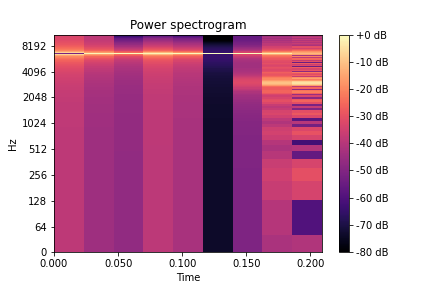 Power spectrogram
Hz
8192
4096
2048
1024
512
256
128
64
0
0.000 0.050 0.100 0.150 0.200
Time
+0 dB
-10 dB
-20 dB
-30 dB
-40 dB
-50 dB
-60 dB
-70 dB
-80 dB